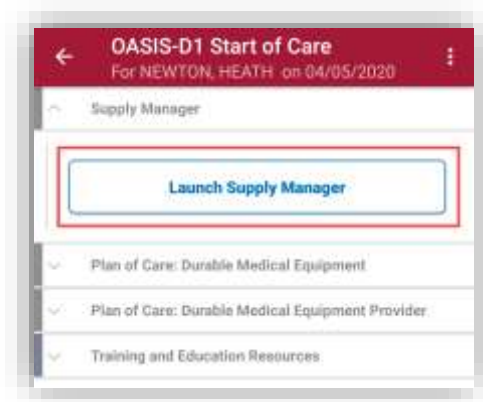 OASIS-D1 Start of Care
For NEWTON, HEATH on 04/05/2020
Supply Manager
Launch Supply Manager
Plan of Care: Durable Medical Equipment
Plan of Care: Durable Medical Equipment Provider
Training and Education Resources